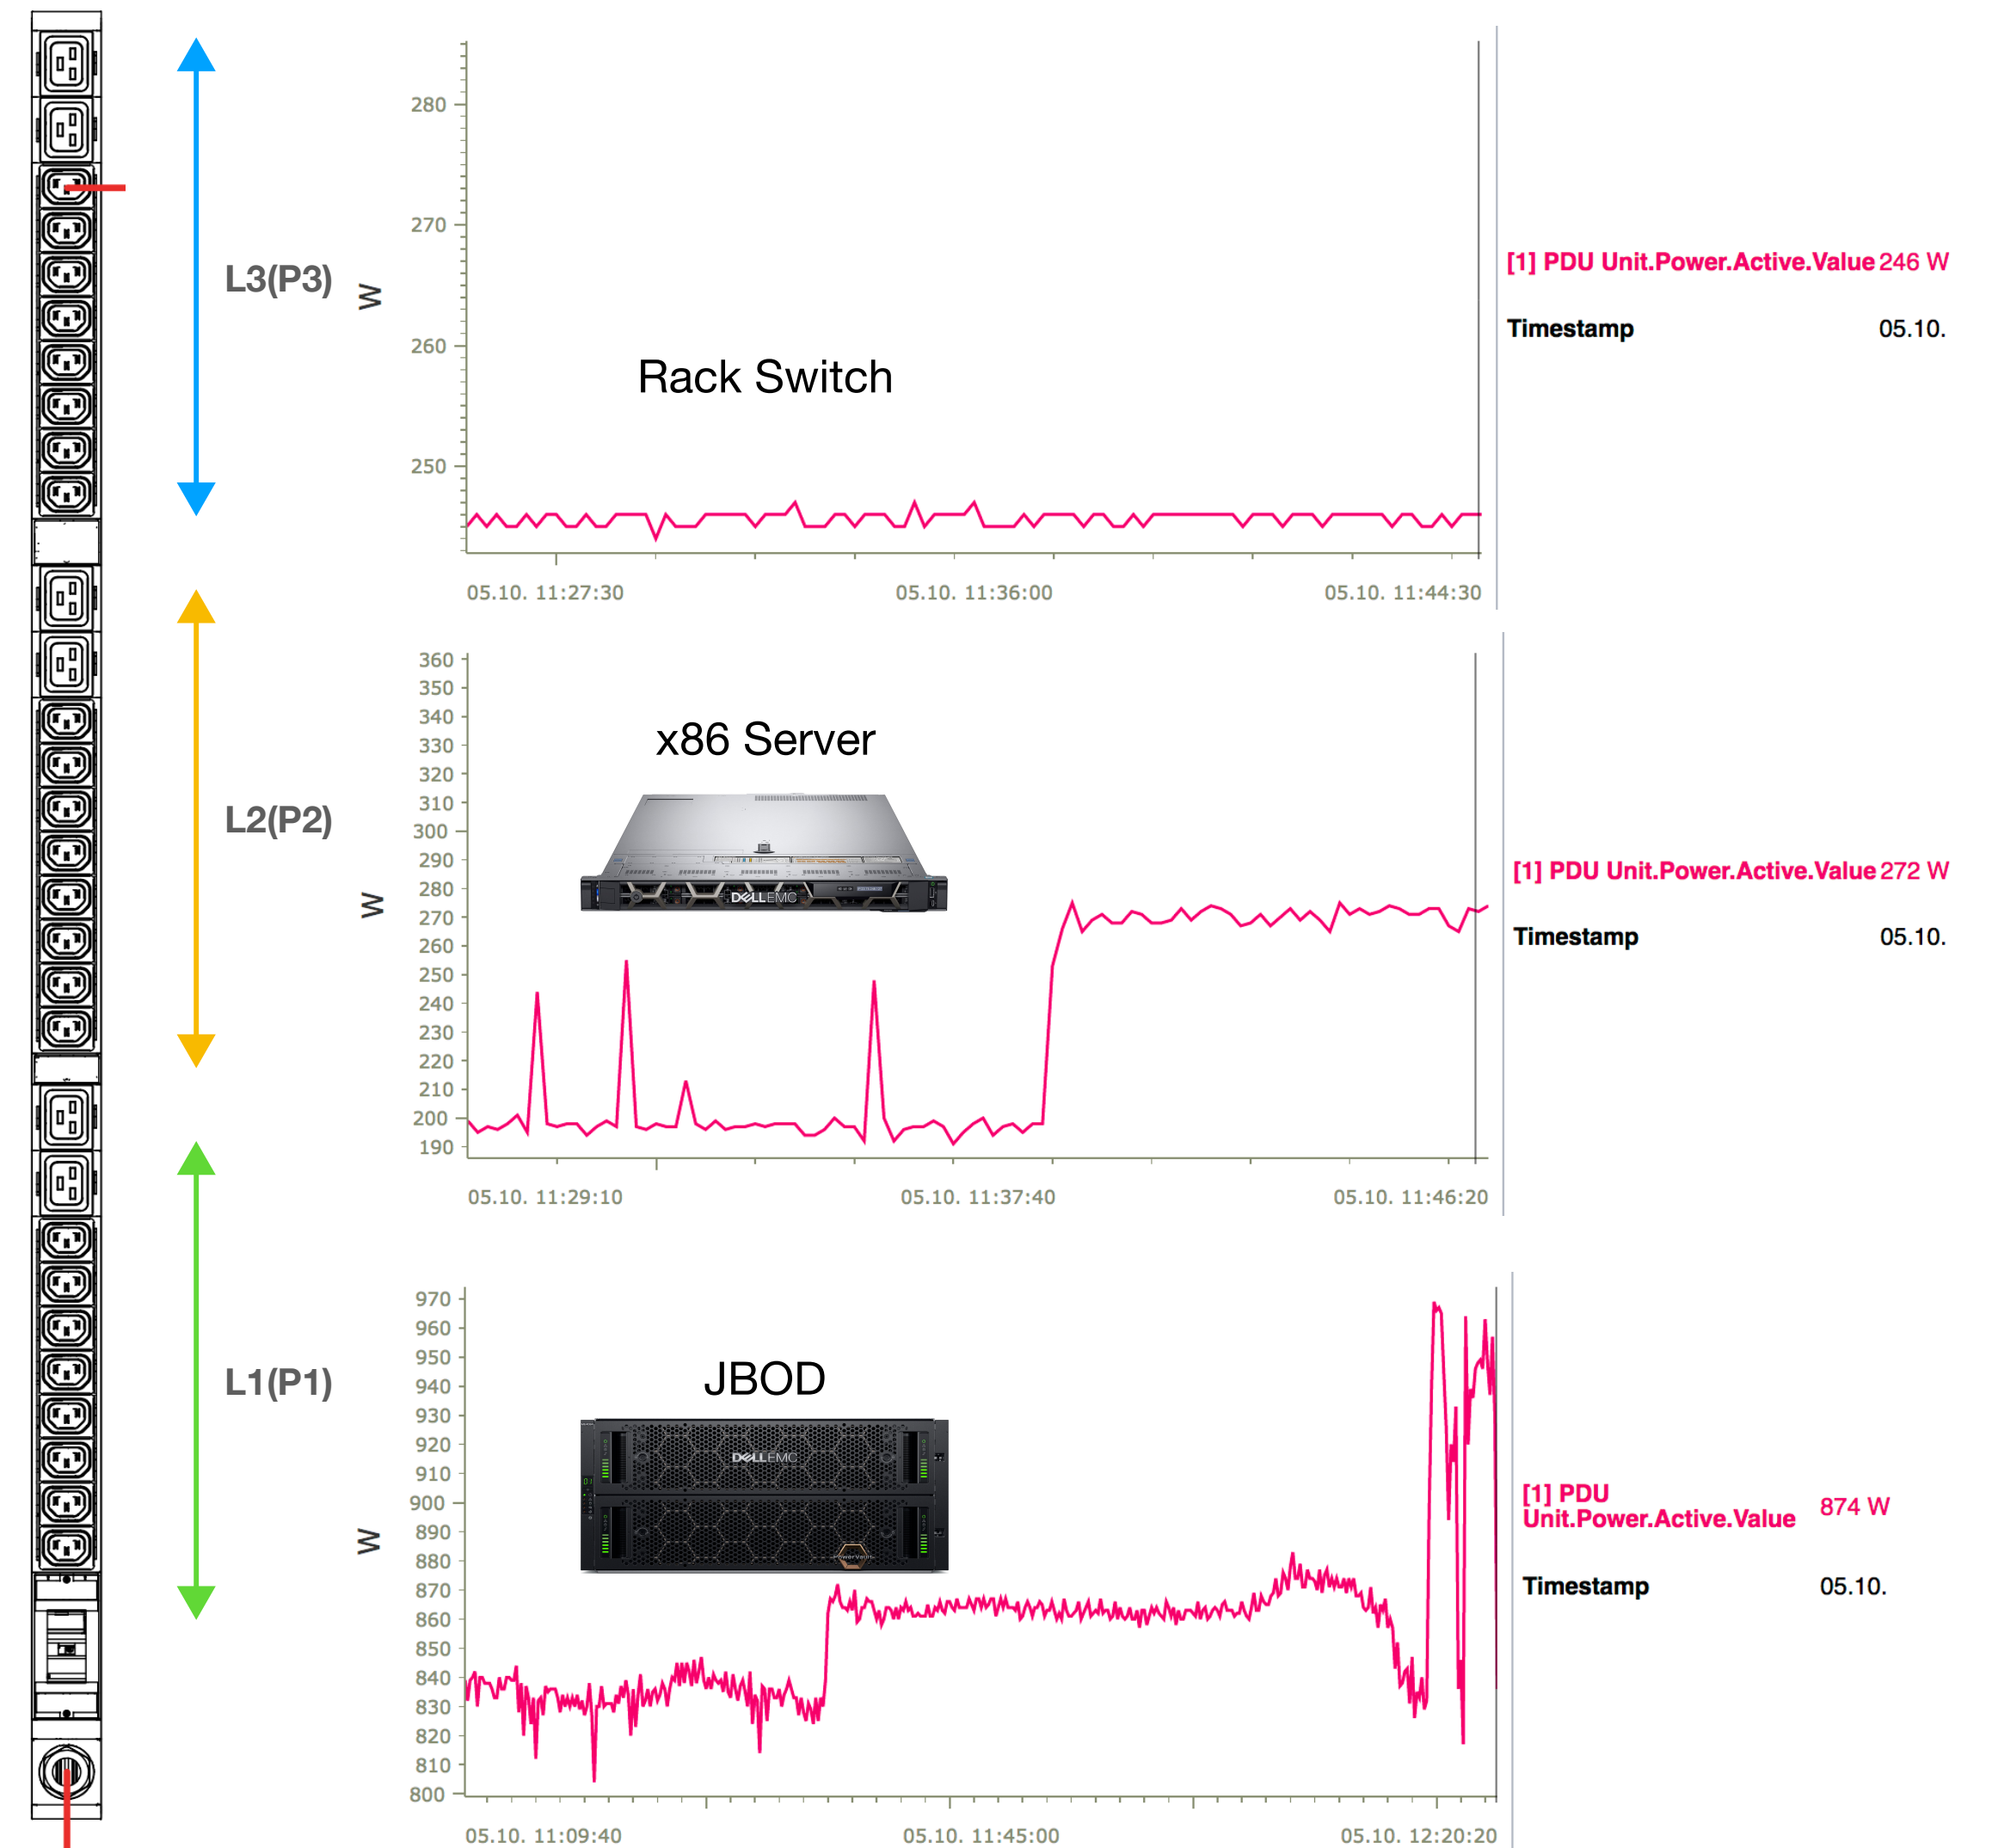 L3(P3)
L2(P2)
L1(P1)
280
270
260
250
W
Rack Switch
05.10. 11:27:30
05.10. 11:36:00
05.10. 11:44:30
[1] PDU Unit.Power.Active.Value 246 W
Timestamp 05.10.
360
350
340
330
320
310
300
290
280
270
260
250
240
230
220
210
200
190
W
x86 Server
DELLEMC
05.10. 11:29:10
05.10. 11:37:40
05.10. 11:46:20
[1] PDU Unit.Power.Active.Value 272 W
Timestamp 05.10.
970
960
950
940
930
920
910
900
890
880
870
860
850
840
830
820
810
800
W
JBOD
DELLEMC
05.10. 11:09:40
05.10. 11:45:00
05.10. 12:20:20
[1] PDU
Unit.Power.Active.Value 874 W
Timestamp 05.10.